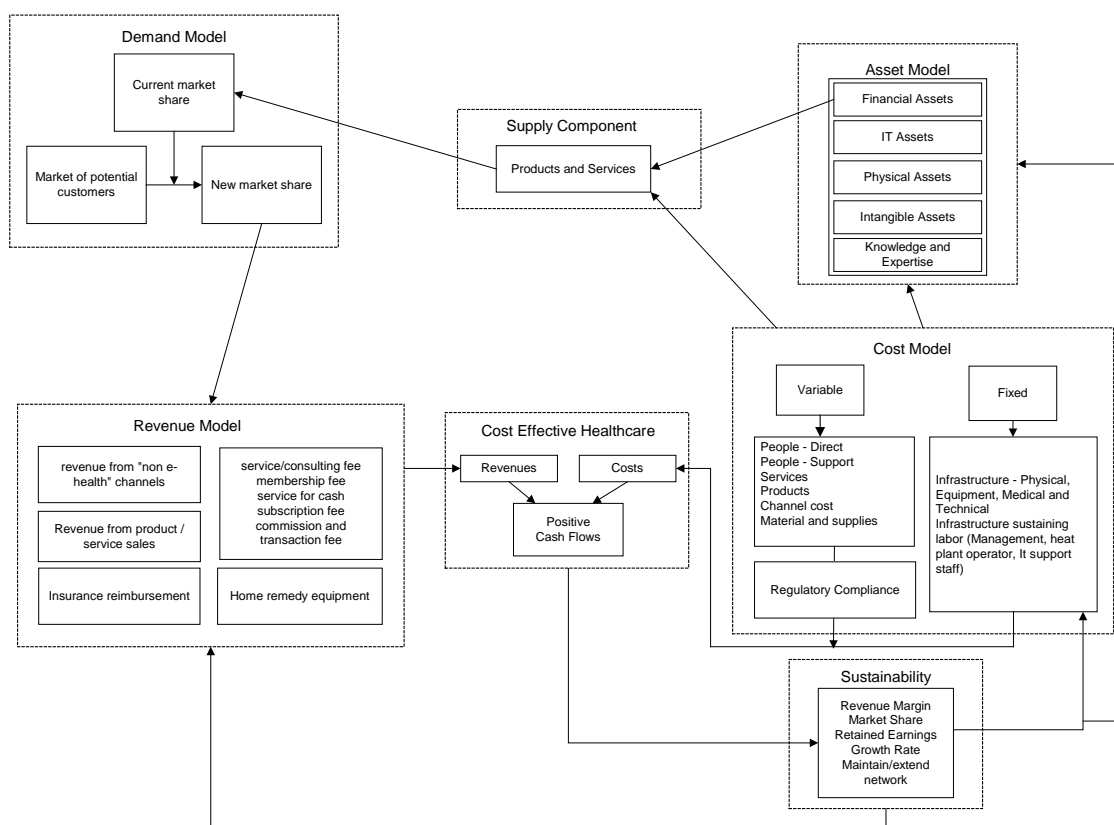 Demand Model
Current market
share
Market of potential
customers
New market share
Supply Component
Products and Services
Asset Model
Financial Assets
IT Assets
Physical Assets
Intangible Assets
Knowledge and
Expertise
Cost Model
Variable
Fixed
People - Direct
People - Support
Services
Products
Channel cost
Material and supplies
Regulatory Compliance
Infrastructure - Physical,
Equipment, Medical and
Technical
Infrastructure sustaining
labor (Management, heat
plant operator, It support
staff)
Revenue Model
revenue from "non e-
health" channels
Revenue from product /
service sales
Insurance reimbursement
service/consulting fee
membership fee
service for cash
subscription fee
commission and
transaction fee
Home remedy equipment
Cost Effective Healthcare
Revenues
Costs
Positive
Cash Flows
Sustainability
Revenue Margin
Market Share
Retained Earnings
Growth Rate
Maintain/extend
network